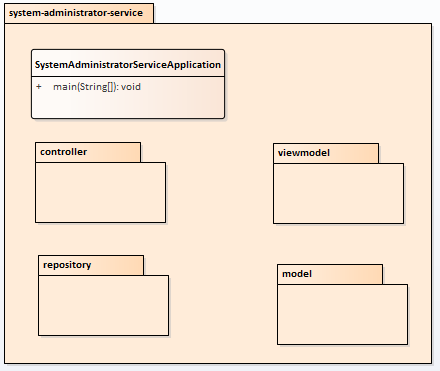 system-administrator-service
SystemAdministratorServiceApplication
+ main(String[]): void
controller
viewmodel
repository
model